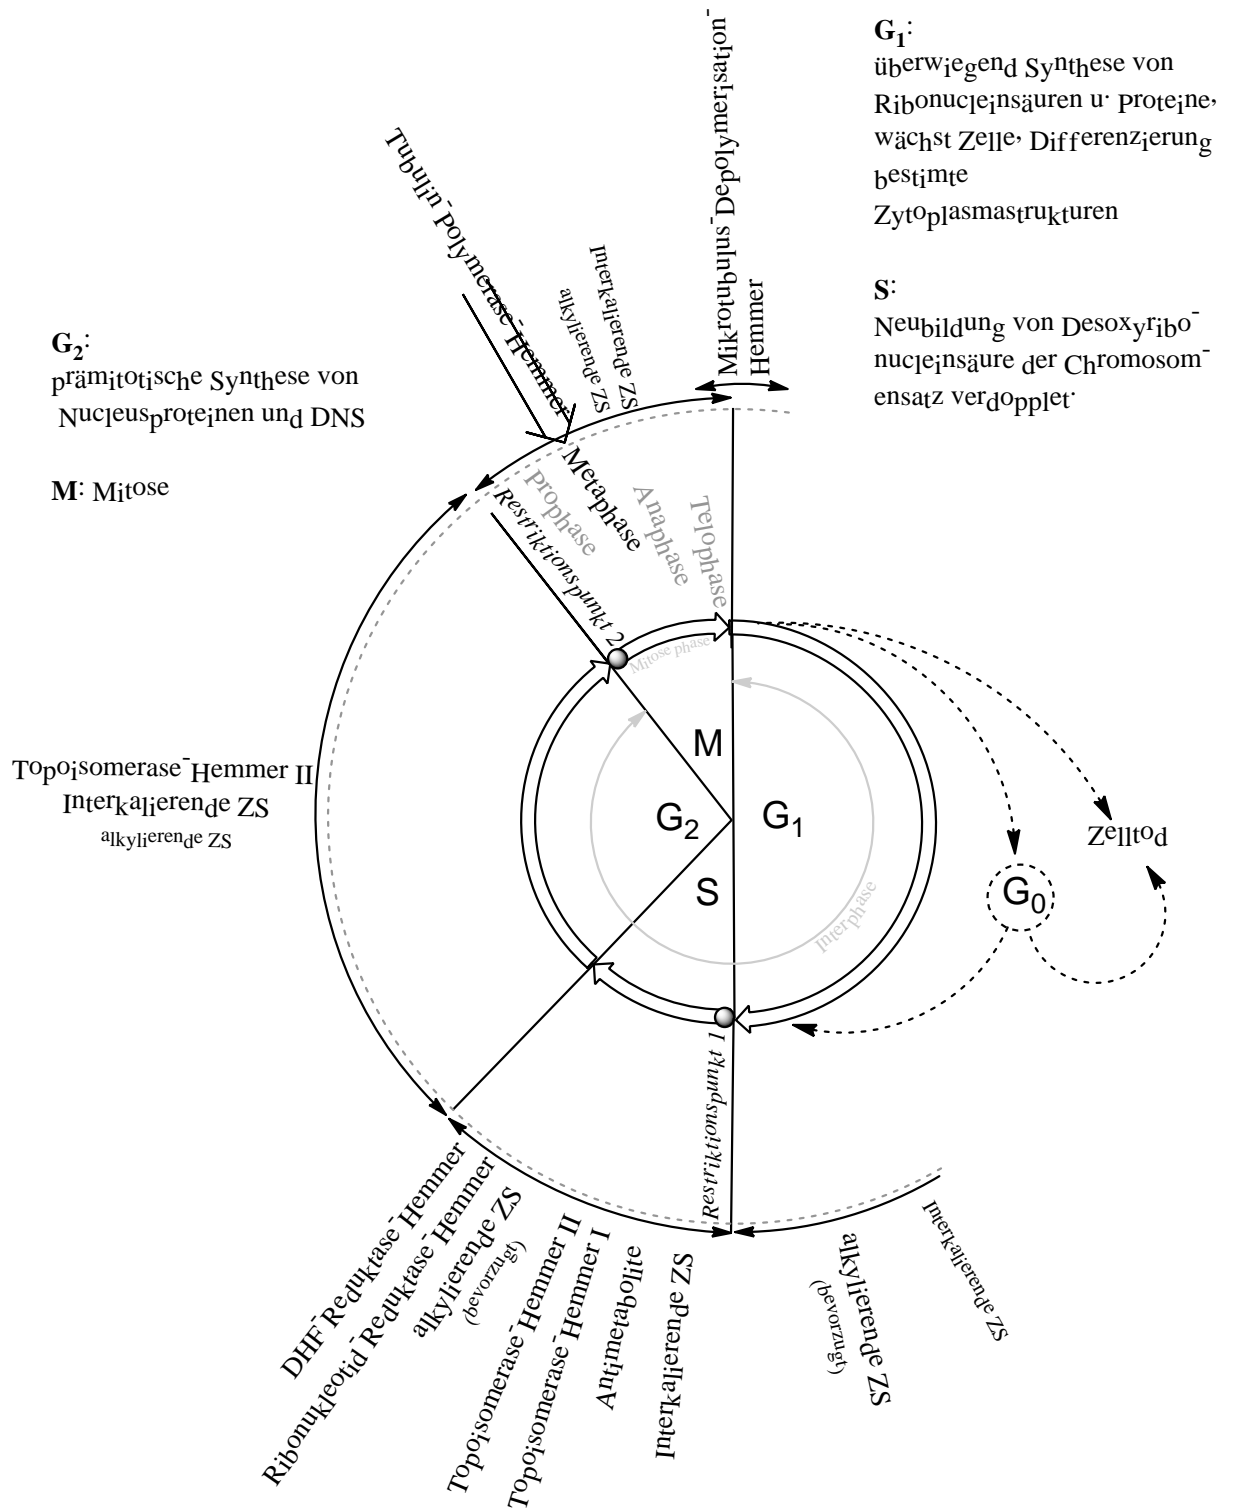 G1:
überwiegend Synthese von
Ribonucleinsäuren u. Proteine,
wächst Zelle, Differenzierung
bestimte
Zytoplasmastrukturen
S:
Neubildung von Desoxyribo-
nucleinsäure der Chromosom-
ensatz verdopplet.
G2:
prämitotische Synthese von
Nucleusproteinen und DNS
M: Mitose
Tubulin-Polymerase-Hemmer
alkylierende ZS
Interkalierende ZS
Mikrotubulus-Depolymerisation-
Hemmer
Restriktionspunkt 2
Prophase
Metaphase
Anaphase
Telophase
Mitose phase
M
G2
G1
S
Interphase
Topoisomerase-Hemmer II
Interkalierende ZS
alkylierende ZS
Zelltod
G0
Restriktionspunkt 1
DHF-Reduktase-Hemmer
Ribonukleotid-Reduktase-Hemmer
alkylierende ZS
(bevorzugt)
Topoisomerase-Hemmer II
Topoisomerase-Hemmer I
Antimetabolite
Interkalierende ZS
alkylierende ZS
(bevorzugt)
Interkalierende ZS